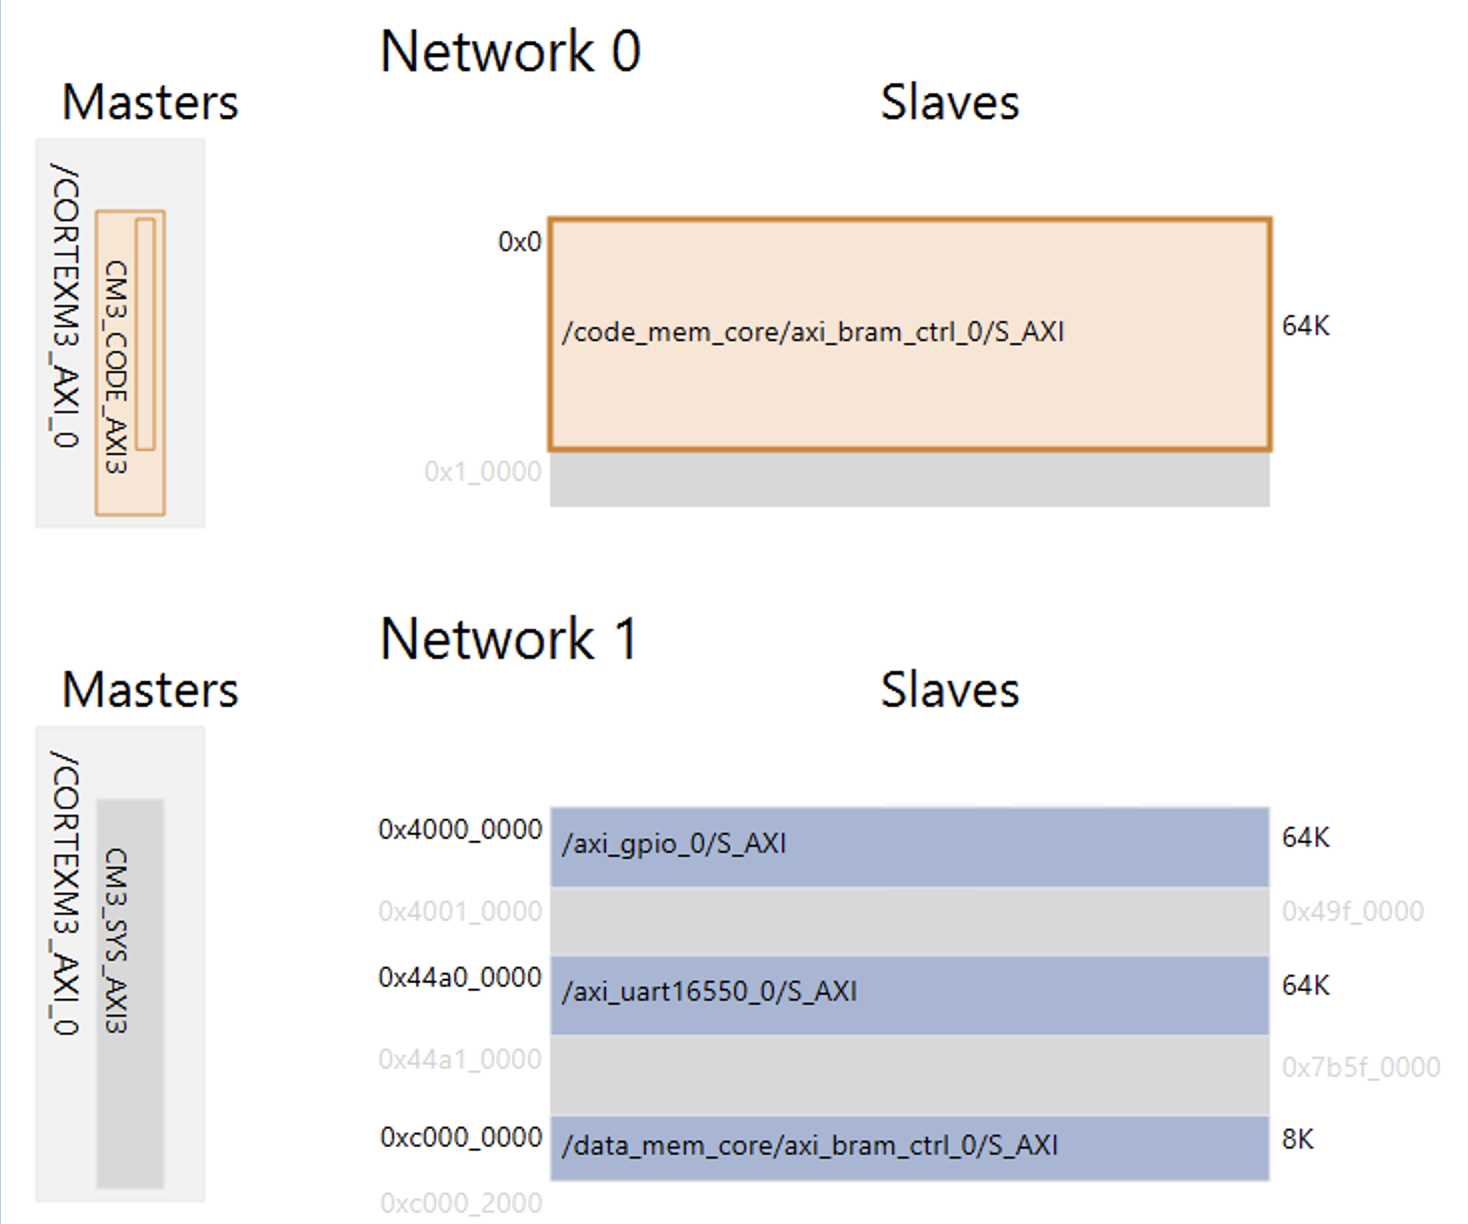 Network 0
Masters
Slaves
/CORTEXM3_AXI_0
CM3_CODE_AXI3
0x0
/code_mem_core/axi_bram_ctrl_0/S_AXI
64K
0x1_0000
Network 1
Masters
Slaves
/CORTEXM3_AXI_0
CM3_SYS_AXI3
0x4000_0000
/axi_gpio_0/S_AXI
64K
0x4001_0000
0x49f_0000
0x44a0_0000
/axi_uart16550_0/S_AXI
64K
0x44a1_0000
0x7b5f_0000
0xc000_0000
/data_mem_core/axi_bram_ctrl_0/S_AXI
8K
0xc000_2000